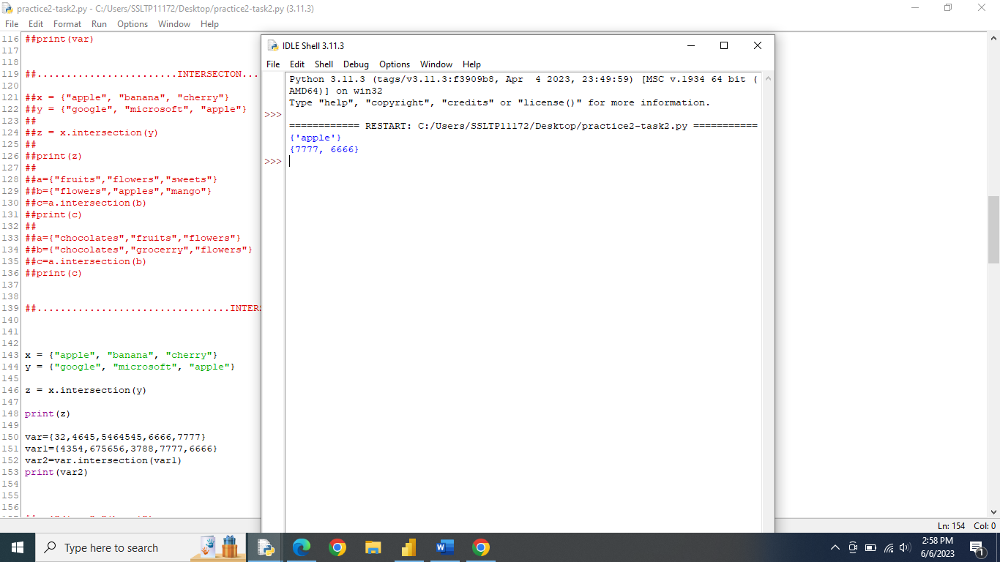 practice2-task2.py - C:/Users/SSLTP11172/Desktop/practice2-task2.py (3.11.3)
File Edit Format Run Options Window Help
116 ##print(var)
117
118
119 ##........................INTERSECTON...
120
121 ##x = {"apple", "banana", "cherry"}
122 ##y = {"google", "microsoft", "apple"}
123 ##
124 ##z = x.intersection(y)
125 ##
126 ##print(z)
127 ##
128 ##a={"fruits","flowers","sweets"}
129 ##b={"flowers","apples","mango"}
130 ##c=a.intersection(b)
131 ##print(c)
132 ##
133 ##a={"chocolates","fruits","flowers"}
134 ##b={"chocolates","grocerry","flowers"}
135 ##c=a.intersection(b)
136 ##print(c)
137
138
139 ##.................................INTERS
140
141
142
143 x = {"apple", "banana", "cherry"}
144 y = {"google", "microsoft", "apple"}
145
146 z = x.intersection(y)
147
148 print(z)
149
150 var={32,4645,5464545,6666,7777}
151 var1={4354,675656,3788,7777,6666}
152 var2=var.intersection(var1)
153 print(var2)
154
155
156
IDLE Shell 3.11.3
File Edit Shell Debug Options Window Help
Python 3.11.3 (tags/v3.11.3:f3909b8, Apr  4 2023, 23:49:59) [MSC v.1934 64 bit (
AMD64)] on win32
Type "help", "copyright", "credits" or "license()" for more information.
>>>
============ RESTART: C:/Users/SSLTP11172/Desktop/practice2-task2.py ===========
{'apple'}
{7777, 6666}
>>>
Ln: 154 Col: 0
Type here to search
2:58 PM
6/6/2023
1